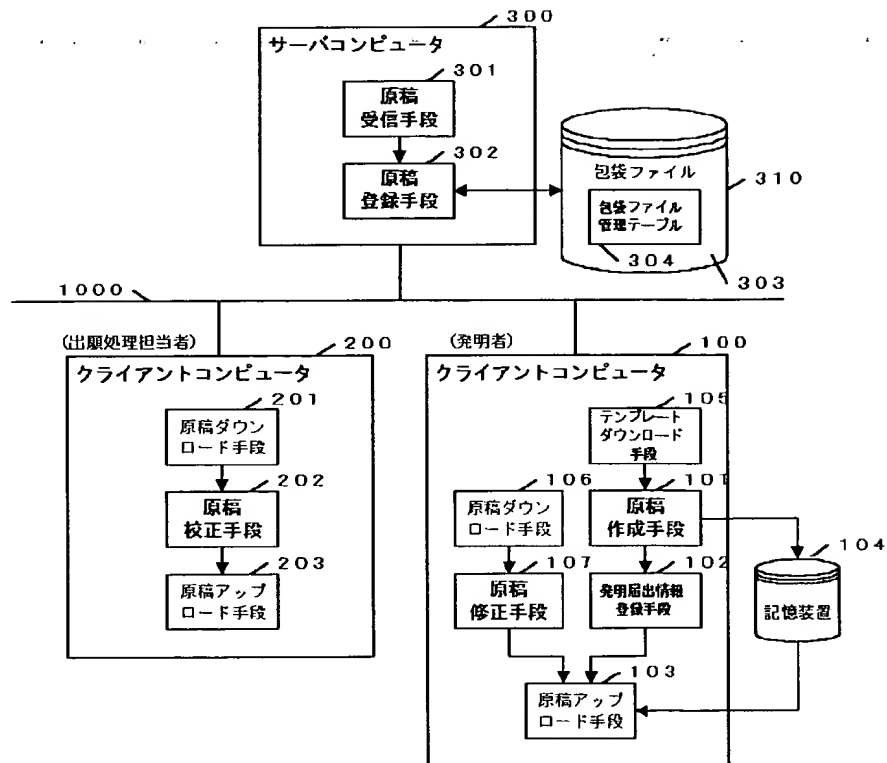 300
サーバコンピュータ
301
原稿
受信手段
302
原稿
登録手段
包袋ファイル
310
包袋ファイル
管理テーブル
304
303
1000
(出願処理担当者)
200
クライアントコンピュータ
201
原稿ダウン
ロード手段
202
原稿
校正手段
203
原稿アップ
ロード手段
(発明者)
100
クライアントコンピュータ
105
テンプレート
ダウンロード
手段
106
原稿ダウン
ロード手段
101
原稿
作成手段
104
記憶装置
107
原稿
修正手段
102
発明届出情報
登録手段
103
原稿アップ
ロード手段